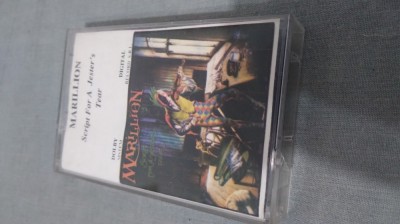 MARILLION
Script For A Jester's
Tear
DIGITAL
DOLBY
MARILLION